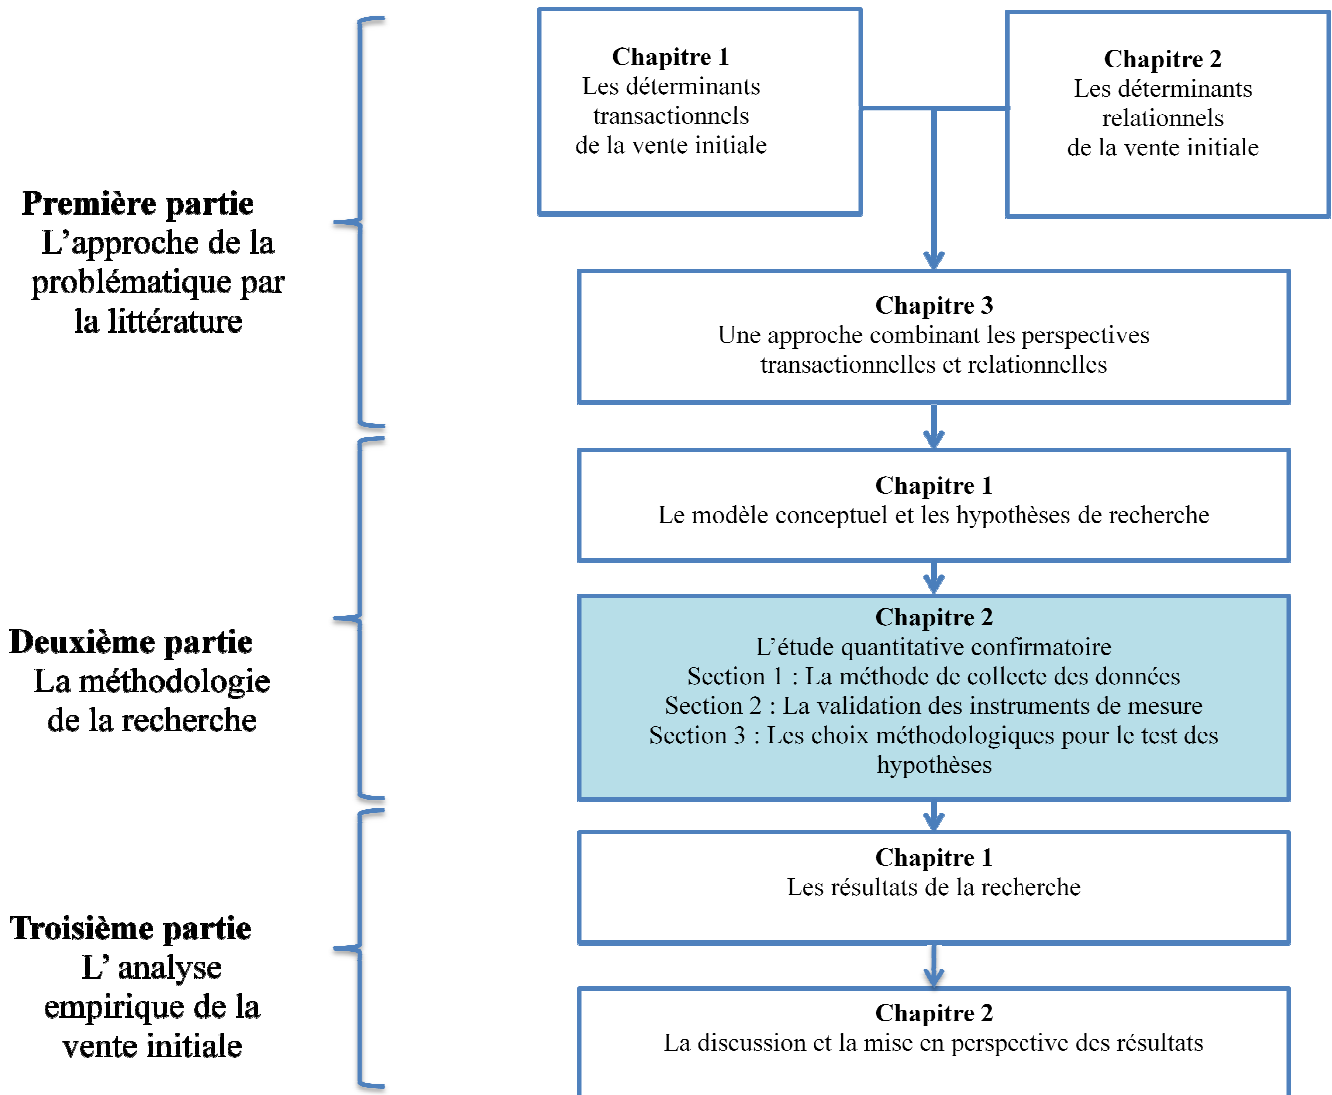 Chapitre 1
Les déterminants
transactionnels
de la vente initiale
Chapitre 2
Les déterminants
relationnels
de la vente initiale
Première partie
L'approche de la
problématique par
la littérature
Chapitre 3
Une approche combinant les perspectives
transactionnelles et relationnelles
Chapitre 1
Le modèle conceptuel et les hypothèses de recherche
Deuxième partie
La méthodologie
de la recherche
Chapitre 2
L'étude quantitative confirmatoire
Section 1 : La méthode de collecte des données
Section 2 : La validation des instruments de mesure
Section 3 : Les choix méthodologiques pour le test des
hypothèses
Troisième partie
L' analyse
empirique de la
vente initiale
Chapitre 1
Les résultats de la recherche
Chapitre 2
La discussion et la mise en perspective des résultats